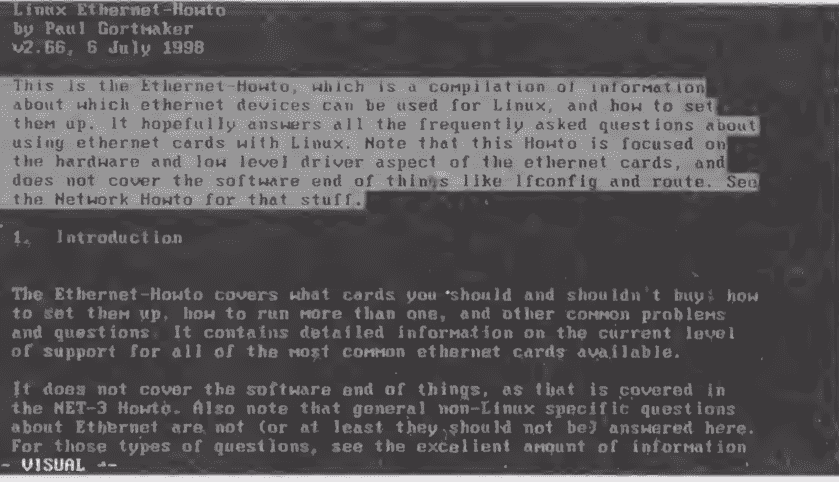 Linux Ethernet-Howto
by Paul Gortmaker
v2.66, 6 July 1998
This is the Ethernet-Howto, which is a compilation of information
about which ethernet devices can be used for Linux, and how to set
them up. It hopefully answers all the frequently asked questions about
using ethernet cards with Linux. Note that this Howto is focused on
the hardware and low level driver aspect of the ethernet cards, and
does not cover the software end of things like ifconfig and route. See
the Network Howto for that stuff.
1. Introduction
The Ethernet-Howto covers what cards you should and shouldn't buy; how
to set them up, how to run more than one, and other common problems
and questions. It contains detailed information on the current level
of support for all of the most common ethernet cards available.
It does not cover the software end of things, as that is covered in
the NET-3 Howto. Also note that general non-Linux specific questions
about Ethernet are not (or at least they should not be) answered here.
For those types of questions, see the excellent amount of information
- VISUAL --